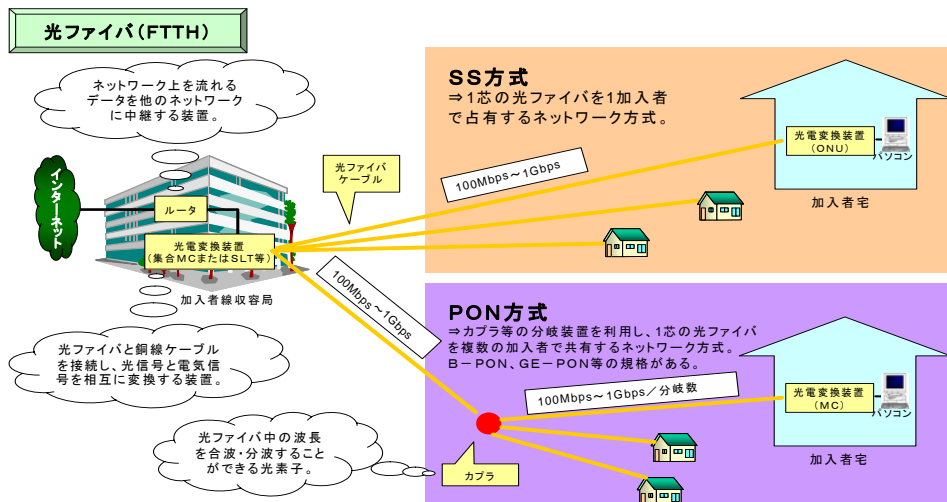 光ファイバ(FTTH)
ネットワーク上を流れる
データを他のネットワーク
に中継する装置。
インターネット
ルータ
光電変換装置
(集合MCまたはSLT等)
加入者線収容局
光ファイバ
ケーブル
光ファイバと銅線ケーブル
を接続し、光信号と電気信
号を相互に変換する装置。
光ファイバ中の波長
を合波・分波すること
ができる光素子。
SS方式
⇒1芯の光ファイバを1加入者
で占有するネットワーク方式。
100Mbps~1Gbps
光電変換装置
(ONU)
パソコン
加入者宅
100Mbps~1Gbps
PON方式
⇒カプラ等の分岐装置を利用し、1芯の光ファイバ
を複数の加入者で共有するネットワーク方式。
B-PON、GE-PON等の規格がある。
100Mbps~1Gbps/分岐数
光電変換装置
(MC)
パソコン
加入者宅
カプラ